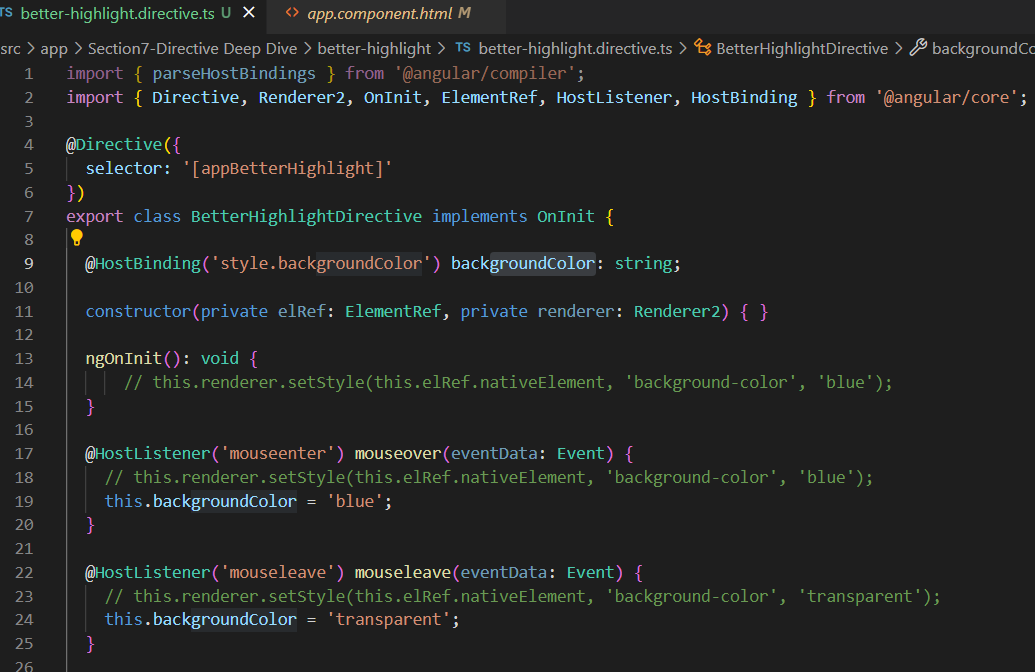 TS better-highlight.directive.ts U × <> app.component.html M
src > app > Section7-Directive Deep Dive > better-highlight > TS better-highlight.directive.ts > BetterHighlightDirective > backgroundCo
1 import { parseHostBindings } from '@angular/compiler';
2 import { Directive, Renderer2, OnInit, ElementRef, HostListener, HostBinding } from '@angular/core';
3
4 @Directive({
5 selector: '[appBetterHighlight]'
6 })
7 export class BetterHighlightDirective implements OnInit {
8
9 @HostBinding('style.backgroundColor') backgroundColor: string;
10
11 constructor(private elRef: ElementRef, private renderer: Renderer2) { }
12
13 ngOnInit(): void {
14 // this.renderer.setStyle(this.elRef.nativeElement, 'background-color', 'blue');
15 }
16
17 @HostListener('mouseenter') mouseover(eventData: Event) {
18 // this.renderer.setStyle(this.elRef.nativeElement, 'background-color', 'blue');
19 this.backgroundColor = 'blue';
20 }
21
22 @HostListener('mouseleave') mouseleave(eventData: Event) {
23 // this.renderer.setStyle(this.elRef.nativeElement, 'background-color', 'transparent');
24 this.backgroundColor = 'transparent';
25 }
26